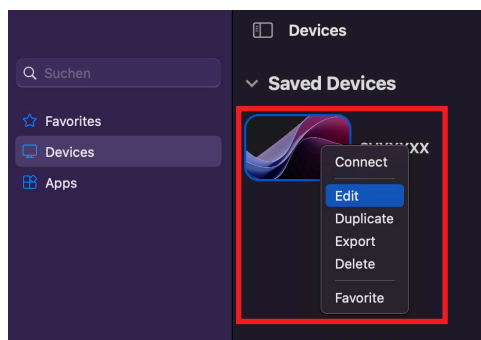 Devices
Suchen
Saved Devices
Favorites
Devices
Apps
Connect
Edit
Duplicate
Export
Delete
Favorite